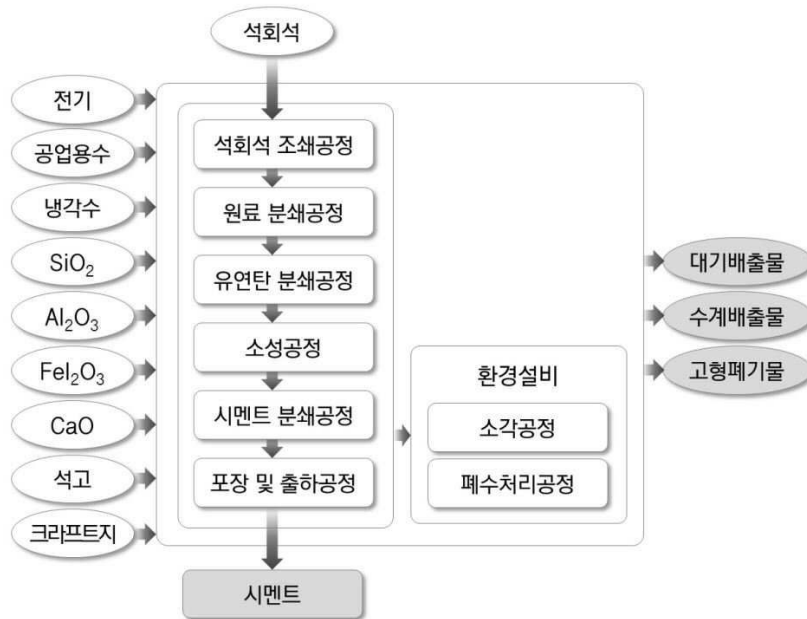 석회석
전기
공업용수
냉각수
SiO₂
Al₂O₃
FeI₂O₃
CaO
석고
크라프트지
석회석 조쇄공정
원료 분쇄공정
유연탄 분쇄공정
소성공정
시멘트 분쇄공정
포장 및 출하공정
환경설비
소각공정
폐수처리공정
대기배출물
수계배출물
고형폐기물
시멘트